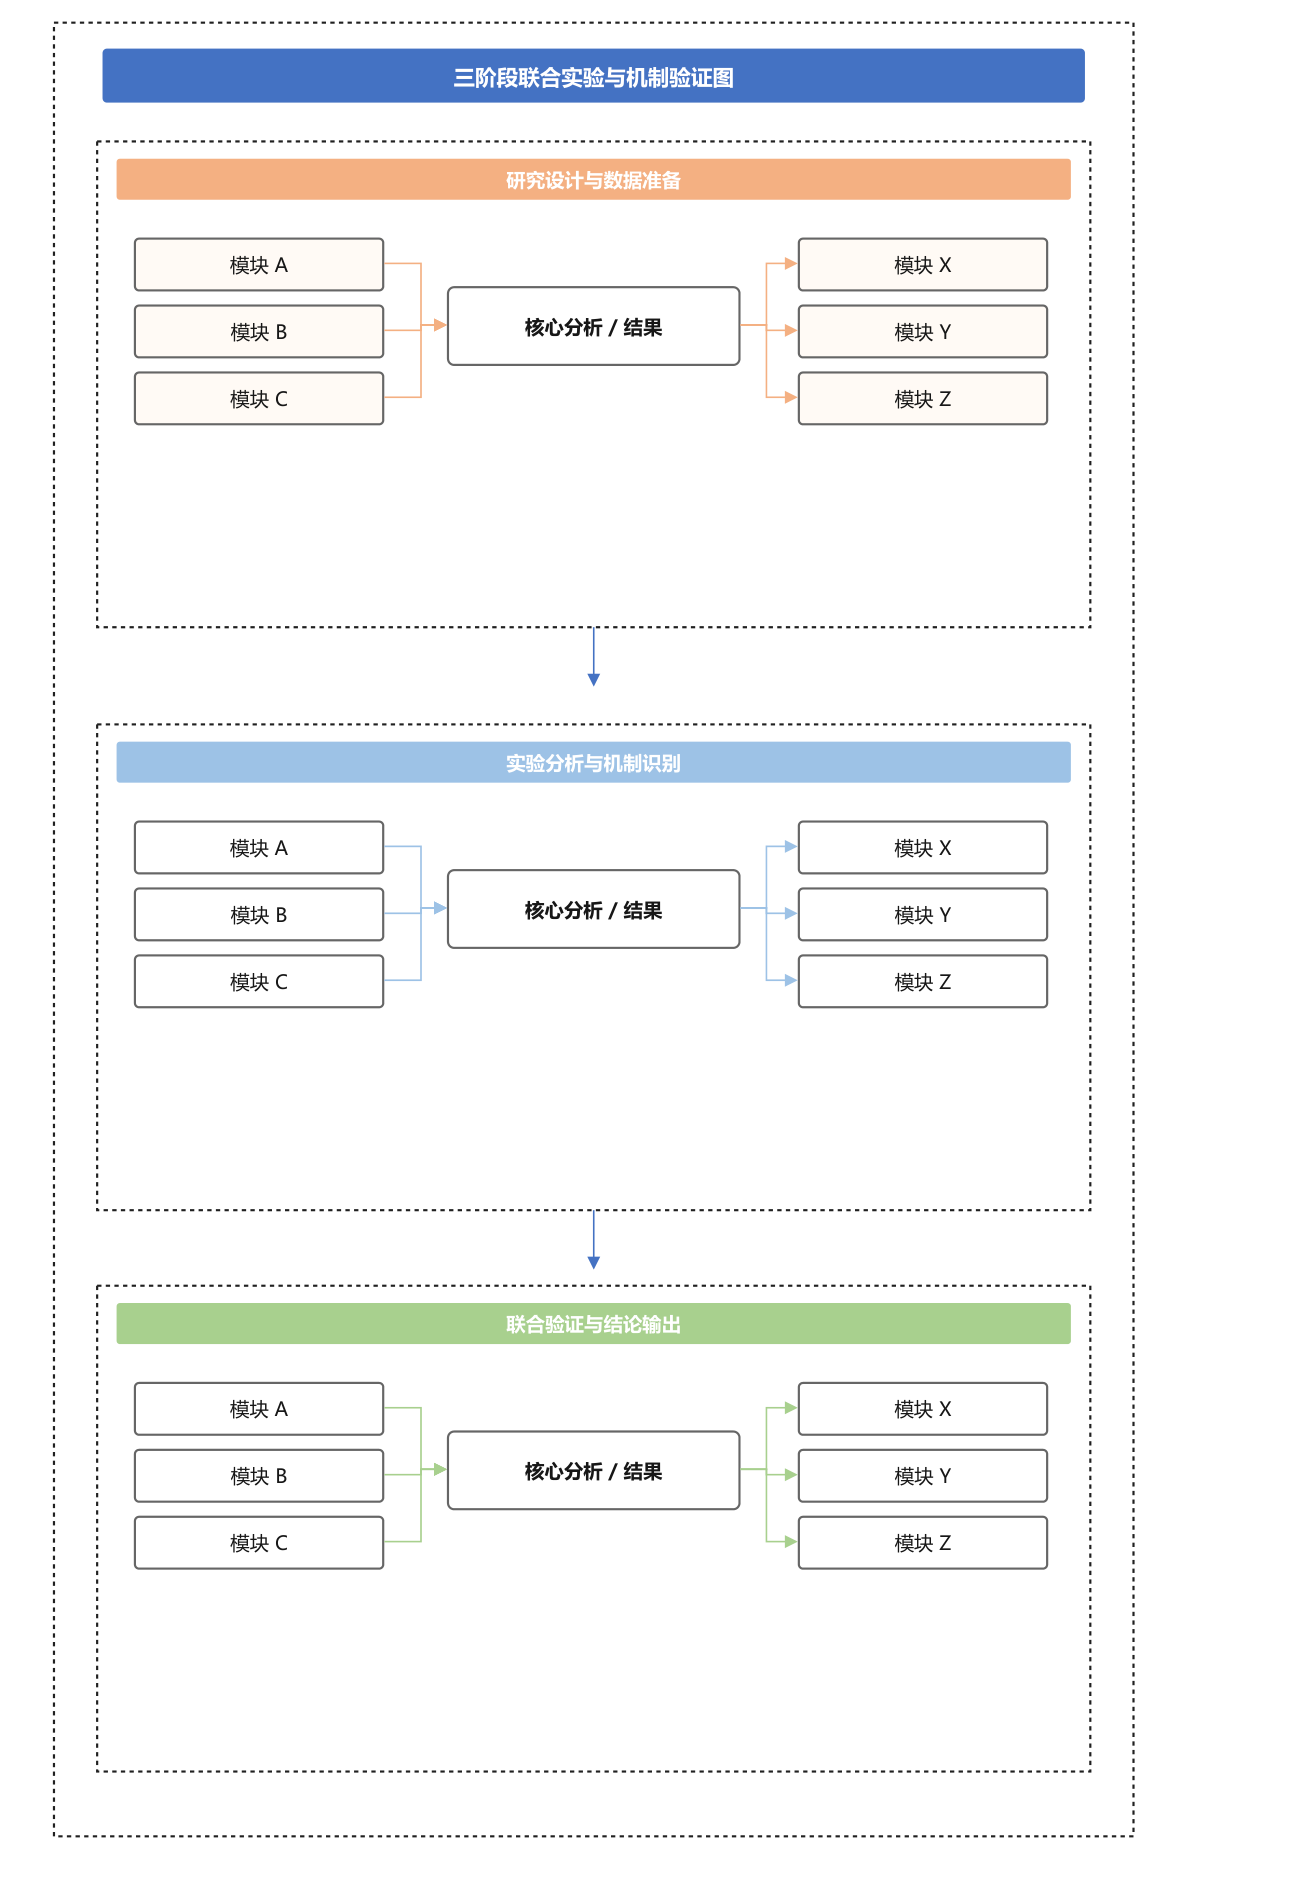 三阶段联合实验与机制验证图
研究设计与数据准备
模块 A
模块 B
模块 C
核心分析 / 结果
模块 X
模块 Y
模块 Z
实验分析与机制识别
模块 A
模块 B
模块 C
核心分析 / 结果
模块 X
模块 Y
模块 Z
联合验证与结论输出
模块 A
模块 B
模块 C
核心分析 / 结果
模块 X
模块 Y
模块 Z